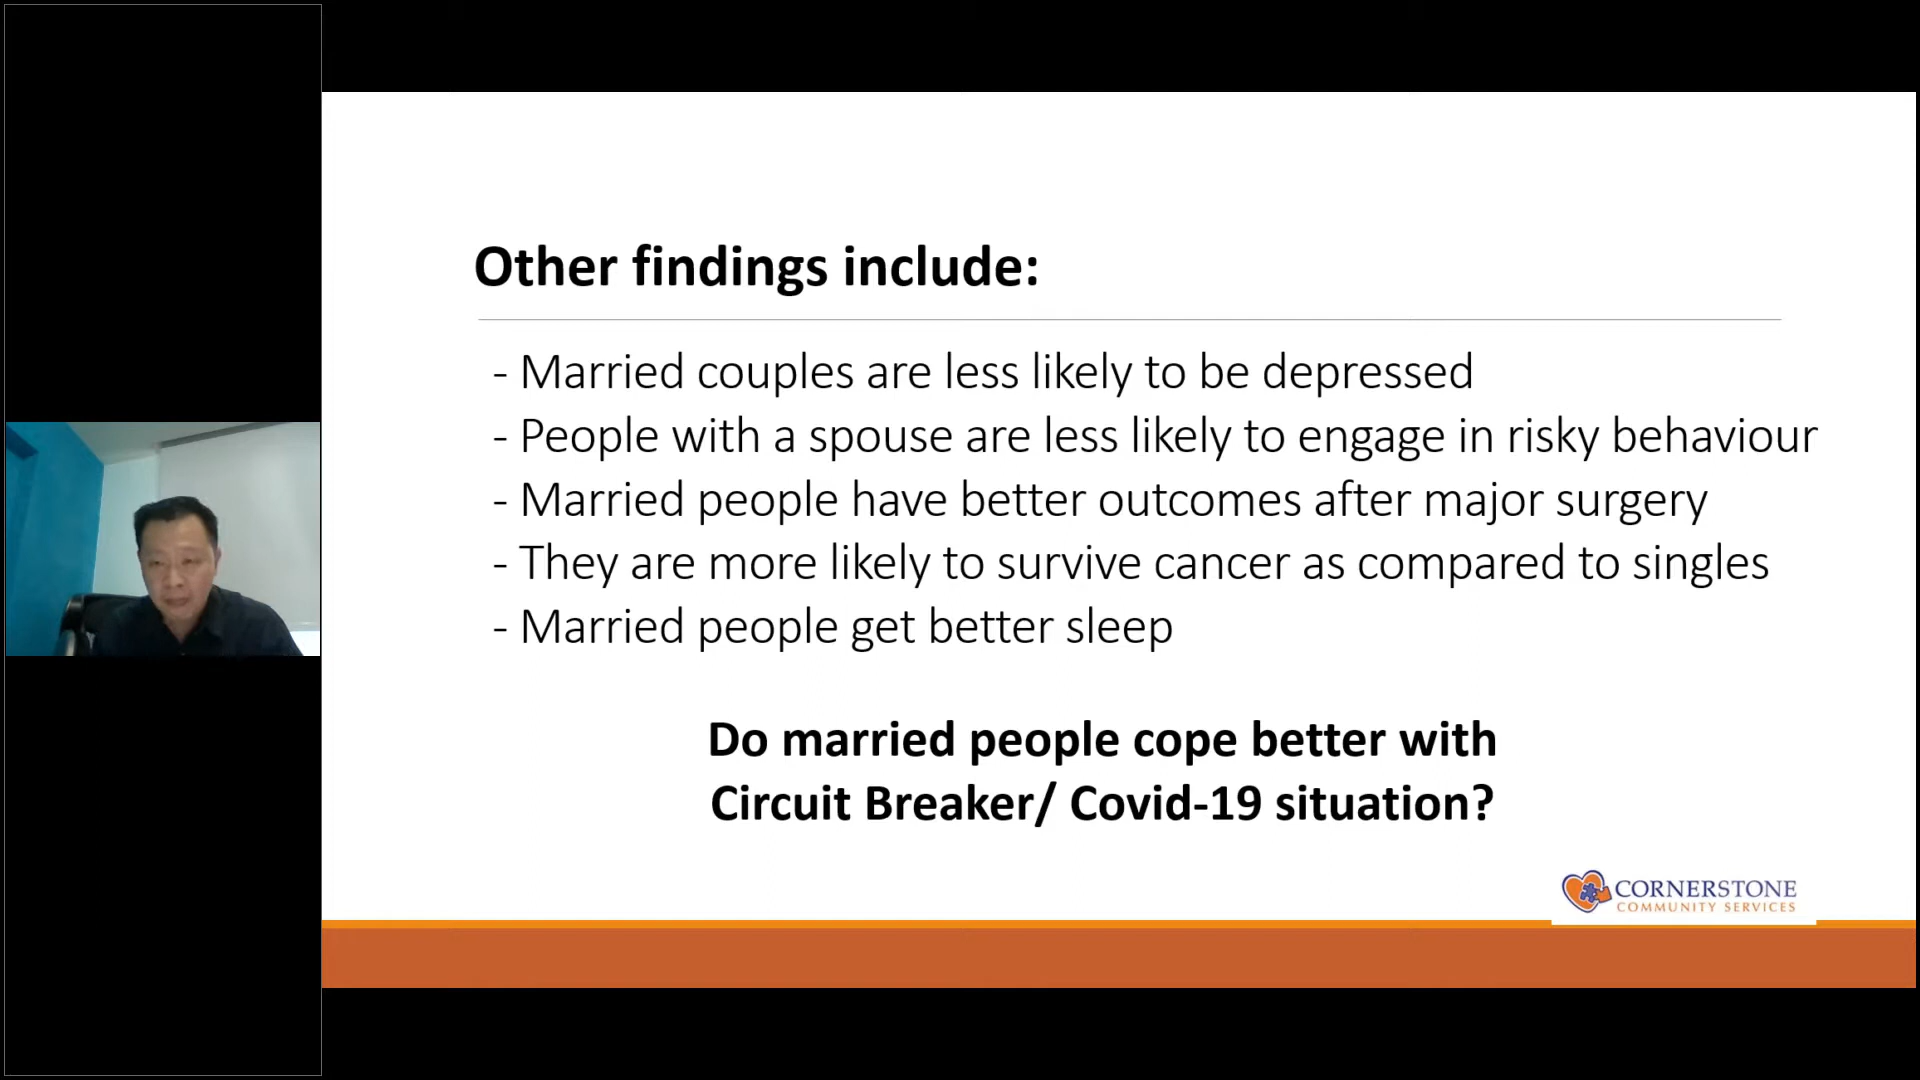 Other findings include:
- Married couples are less likely to be depressed
- People with a spouse are less likely to engage in risky behaviour
- Married people have better outcomes after major surgery
- They are more likely to survive cancer as compared to singles
- Married people get better sleep
Do married people cope better with
Circuit Breaker/ Covid-19 situation?
CORNERSTONE
COMMUNITY SERVICES